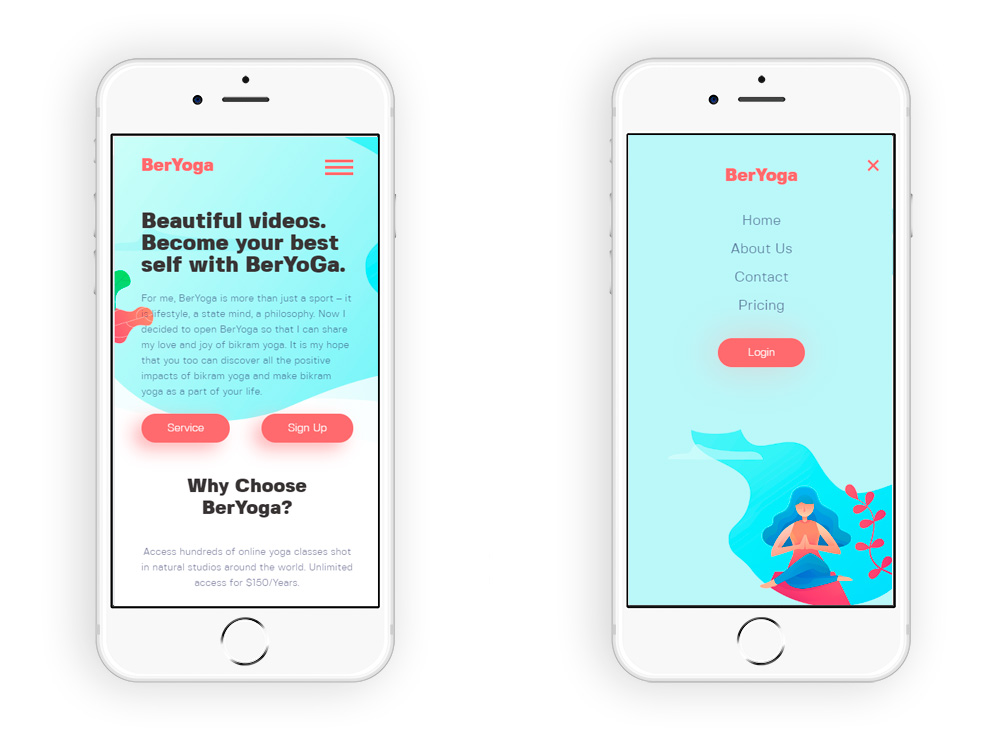 BerYoga
Beautiful videos.
Become your best
self with BerYoGa.
For me, BerYoga is more than just a sport – it
is lifestyle, a state mind, a philosophy. Now I
decided to open BerYoga so that I can share
my love and joy of bikram yoga. It is my hope
that you too can discover all the positive
impacts of bikram yoga and make bikram
yoga as a part of your life.
Service
Sign Up
Why Choose
BerYoga?
Access hundreds of online yoga classes shot
in natural studios around the world. Unlimited
access for $150/Years.
BerYoga
Home
About Us
Contact
Pricing
Login